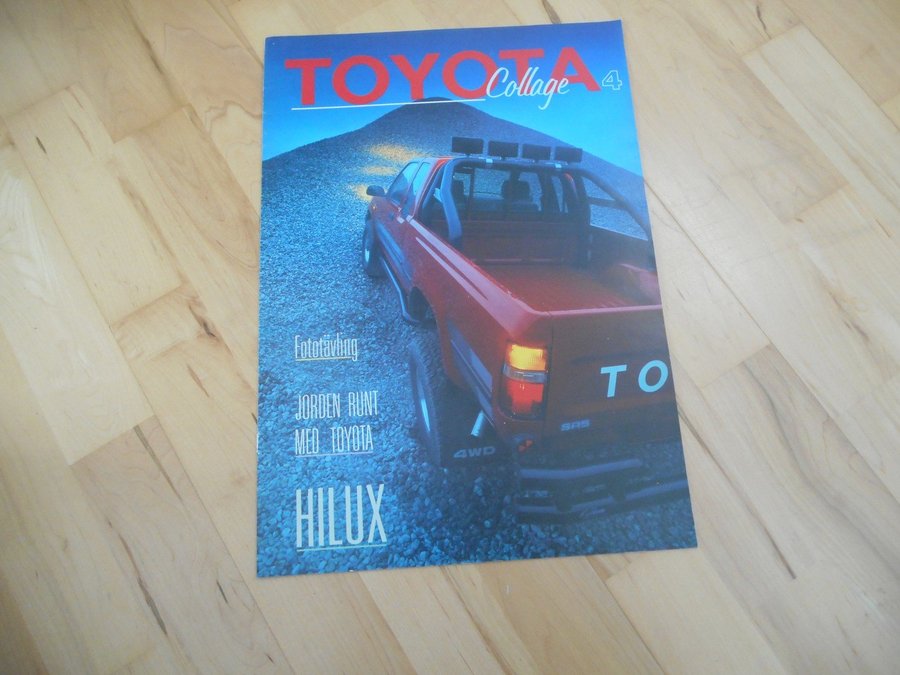 TOYOTA
Collage 4
Fototävling
JORDEN RUNT
MED TOYOTA
HILUX
TO
SR5
4WD